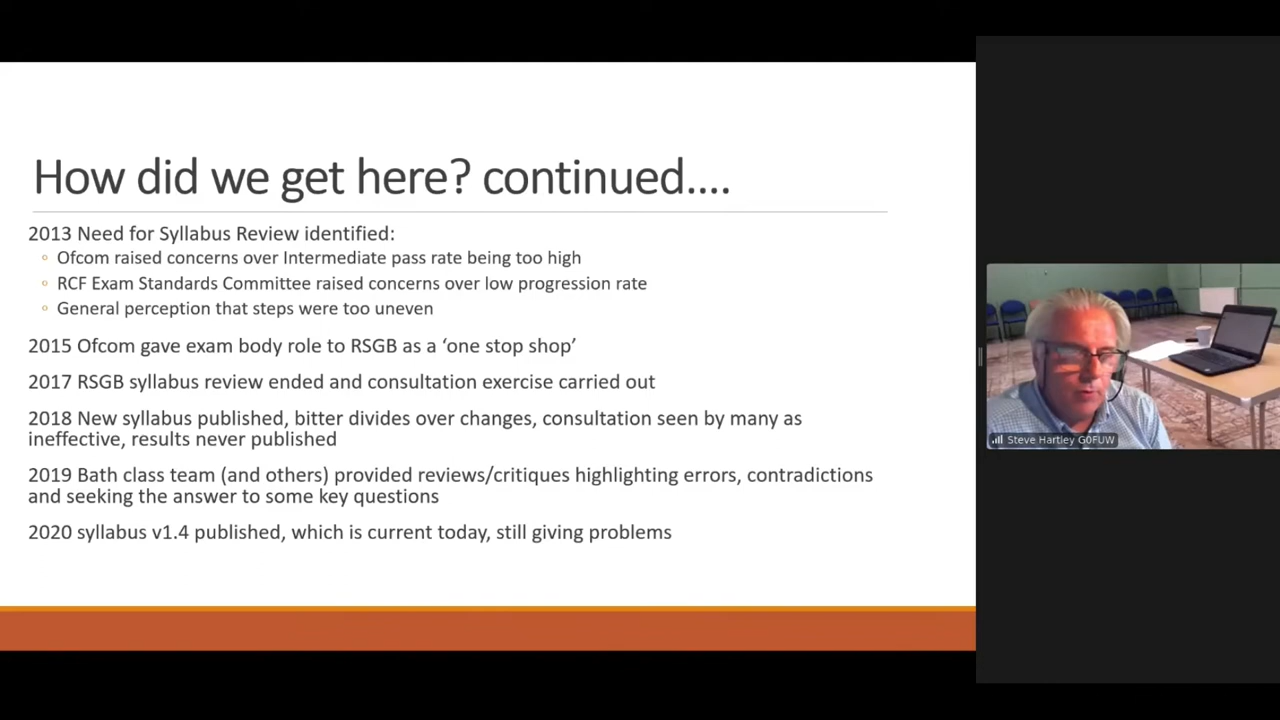 How did we get here? continued....
2013 Need for Syllabus Review identified:
Ofcom raised concerns over Intermediate pass rate being too high
RCF Exam Standards Committee raised concerns over low progression rate
General perception that steps were too uneven
2015 Ofcom gave exam body role to RSGB as a ‘one stop shop’
2017 RSGB syllabus review ended and consultation exercise carried out
2018 New syllabus published, bitter divides over changes, consultation seen by many as
ineffective, results never published
2019 Bath class team (and others) provided reviews/critiques highlighting errors, contradictions
and seeking the answer to some key questions
2020 syllabus v1.4 published, which is current today, still giving problems
Steve Hartley G0FUW